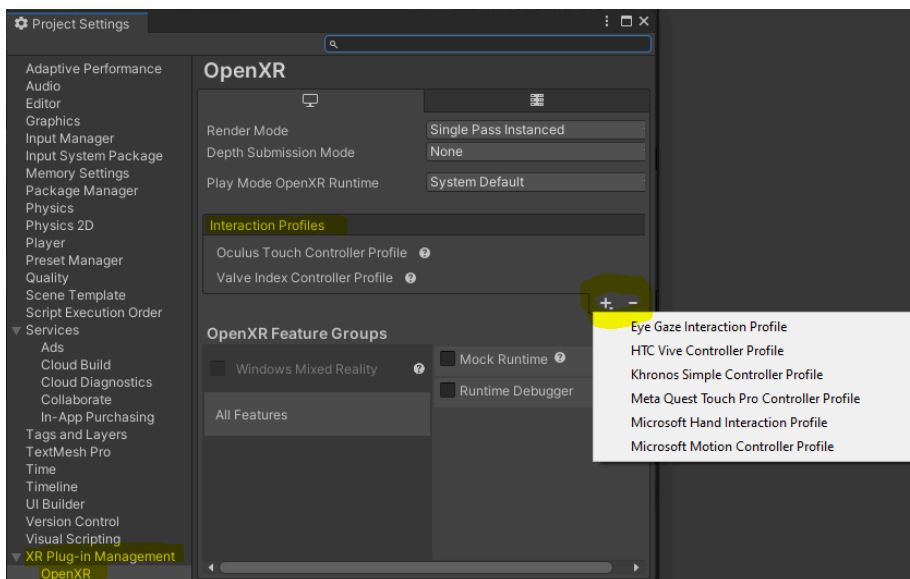 Project Settings
Adaptive Performance
Audio
Editor
Graphics
Input Manager
Input System Package
Memory Settings
Package Manager
Physics
Physics 2D
Player
Preset Manager
Quality
Scene Template
Script Execution Order
Services
Ads
Cloud Build
Cloud Diagnostics
Collaborate
In-App Purchasing
Tags and Layers
TextMesh Pro
Time
Timeline
UI Builder
Version Control
Visual Scripting
XR Plug-in Management
OpenXR
OpenXR
Render Mode Single Pass Instanced
Depth Submission Mode None
Play Mode OpenXR Runtime System Default
Interaction Profiles
Oculus Touch Controller Profile ?
Valve Index Controller Profile ?
+ -
OpenXR Feature Groups
Windows Mixed Reality ?
All Features
Mock Runtime ?
Runtime Debugger
Eye Gaze Interaction Profile
HTC Vive Controller Profile
Khronos Simple Controller Profile
Meta Quest Touch Pro Controller Profile
Microsoft Hand Interaction Profile
Microsoft Motion Controller Profile